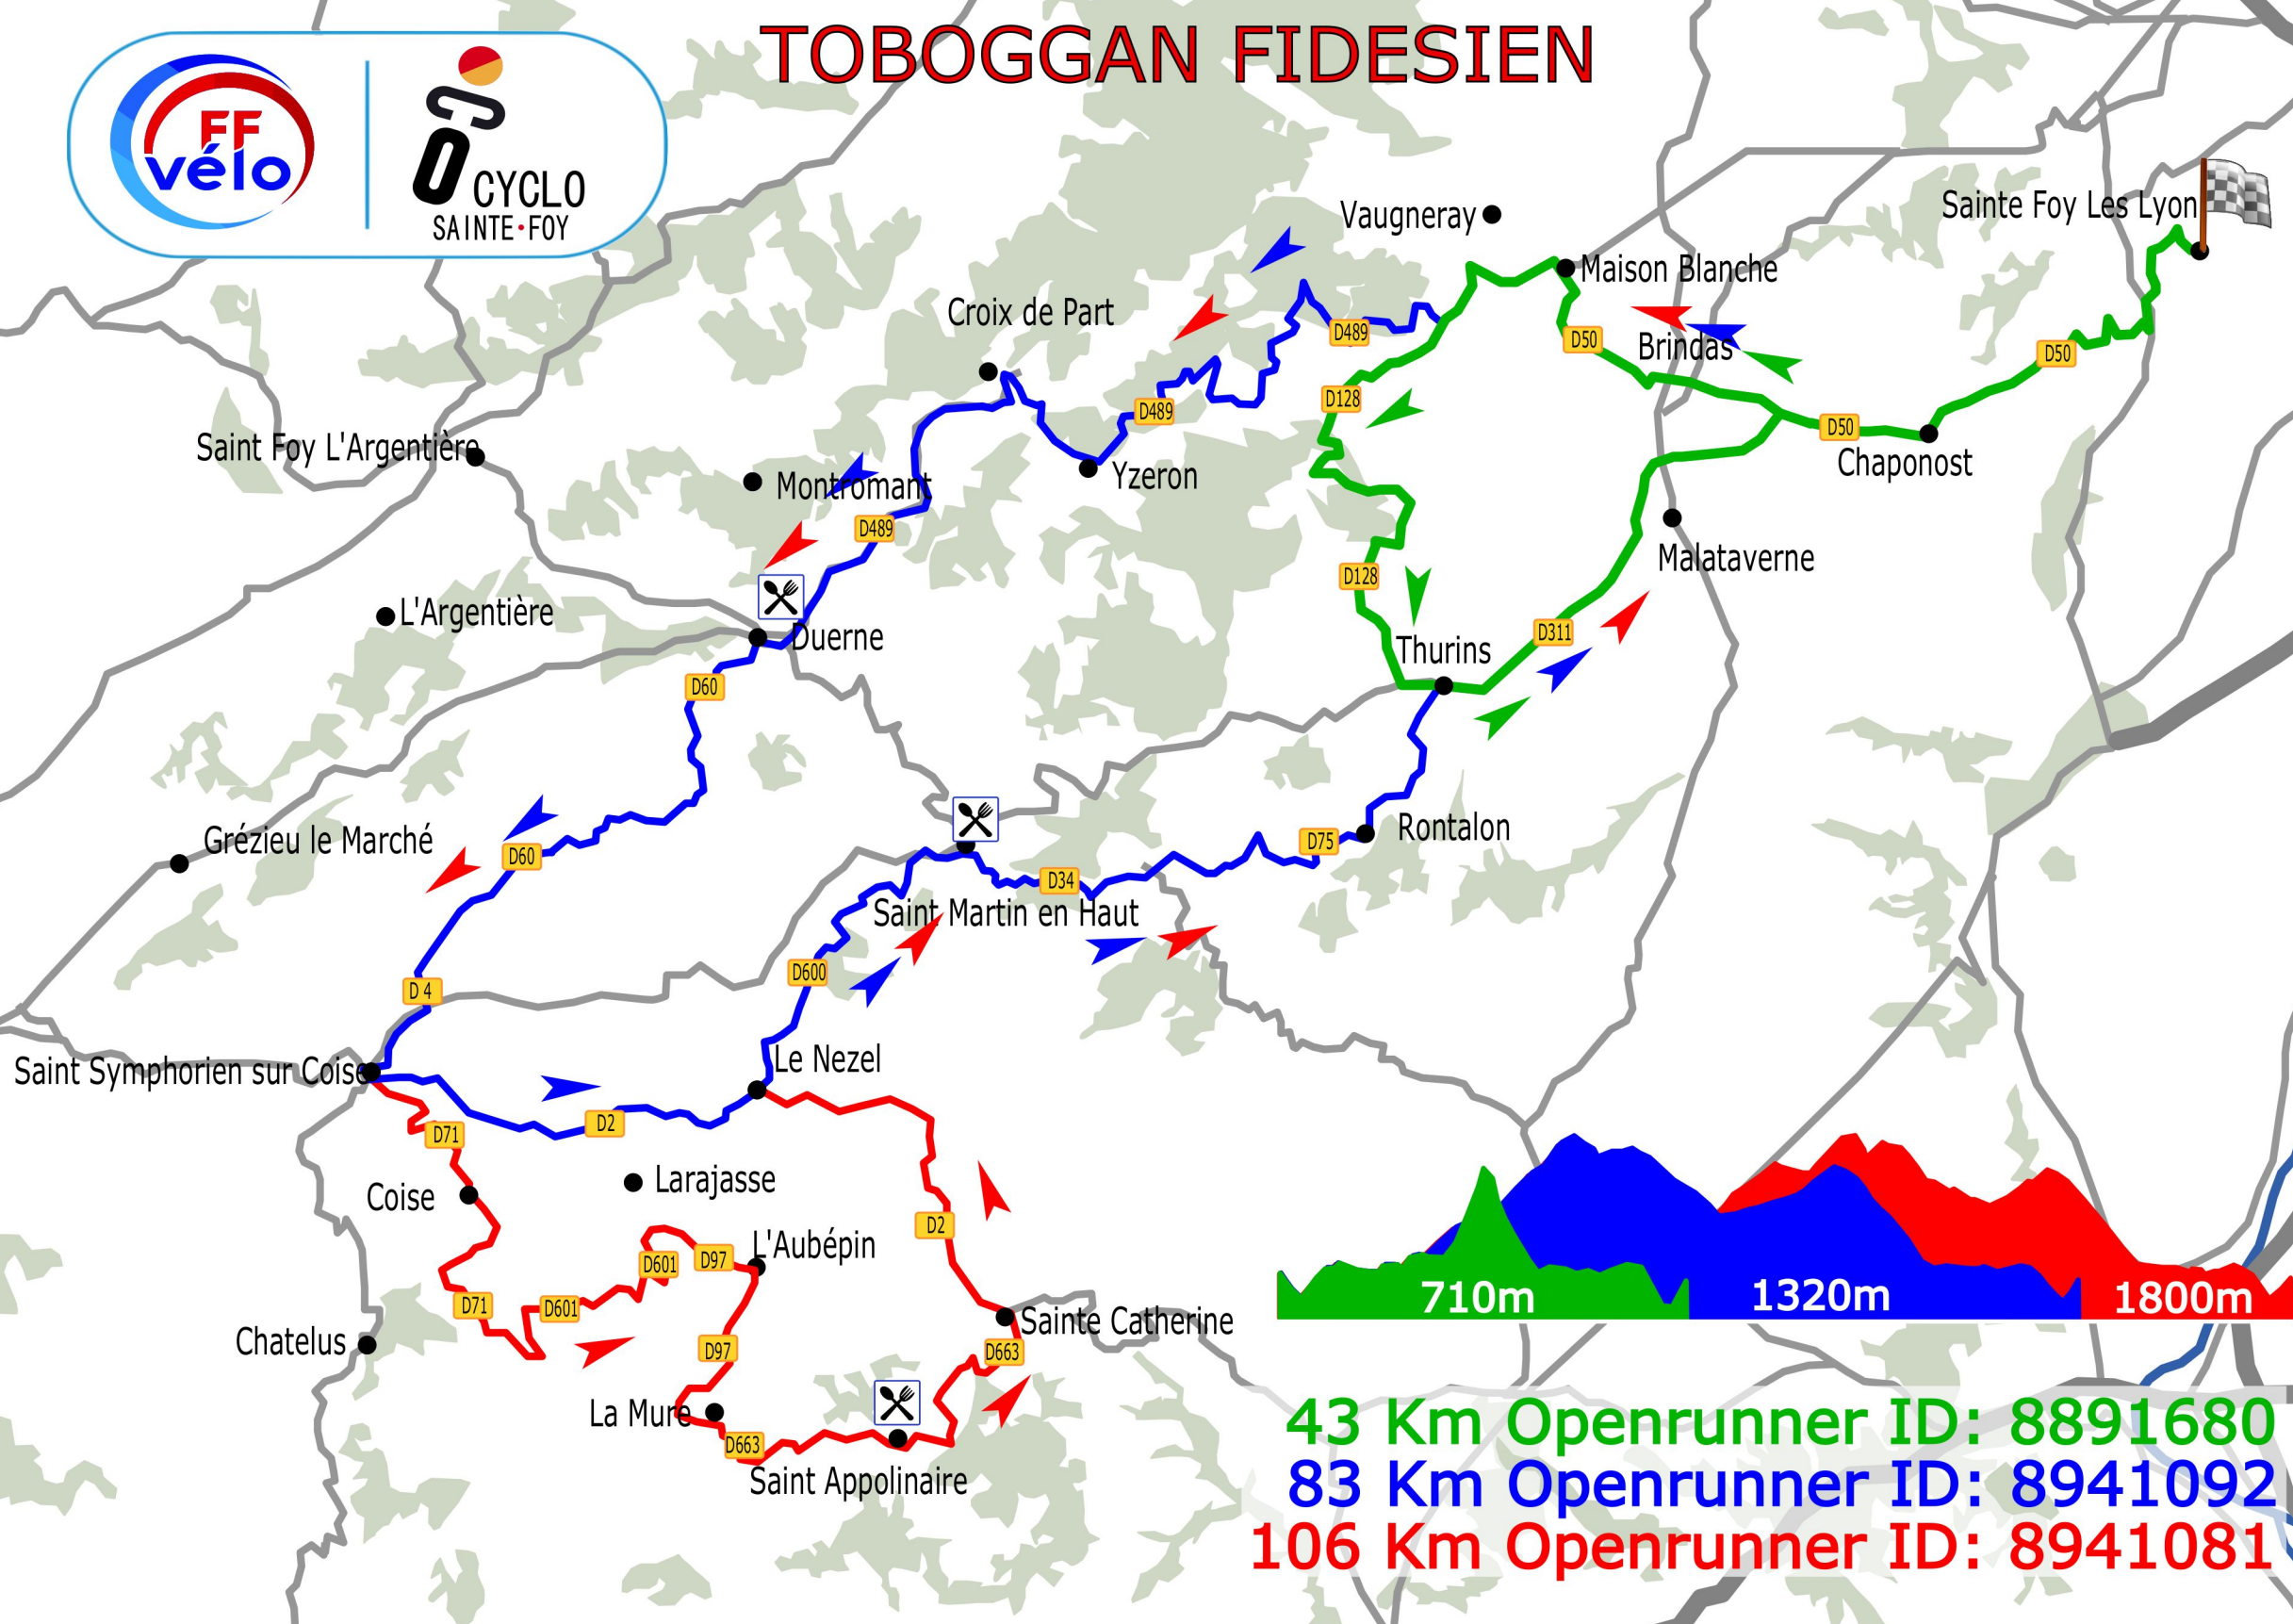 TOBOGGAN FIDESIEN
FF
vélo
CYCLO
SAINTE·FOY
Vaugneray
Sainte Foy Les Lyon
Maison Blanche
Croix de Part
D489
D50
Brindas
D50
D128
D489
D50
Saint Foy L'Argentière
Montromant
Yzeron
Chaponost
D489
Malataverne
D128
L'Argentière
Duerne
D311
Thurins
D60
Grézieu le Marché
D60
D75
Rontalon
D34
Saint Martin en Haut
D600
D 4
Saint Symphorien sur Coise
Le Nezel
D2
D71
Larajasse
Coise
D2
L'Aubépin
D601
D97
D71
D601
Sainte Catherine
Chatelus
D97
D663
La Mure
D663
Saint Appolinaire
710m
1320m
1800m
43 Km Openrunner ID: 8891680
83 Km Openrunner ID: 8941092
106 Km Openrunner ID: 8941081